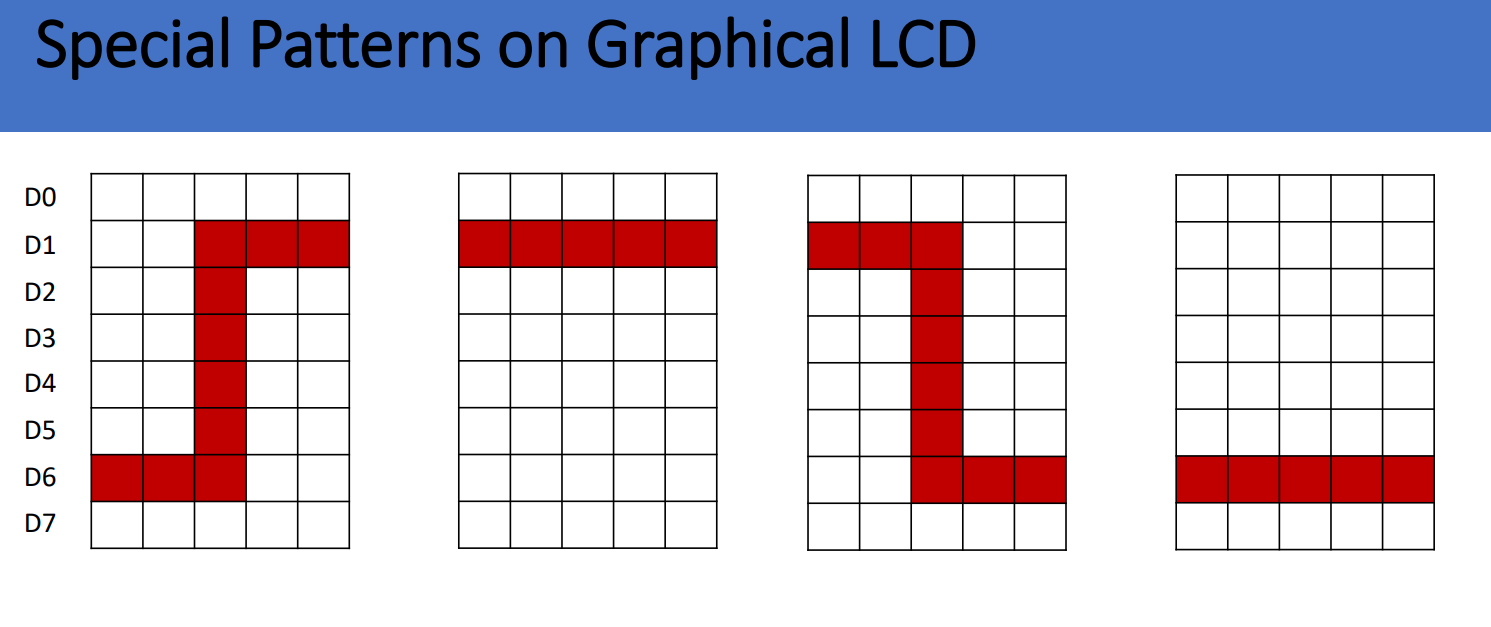 Special Patterns on Graphical LCD
D0
D1
D2
D3
D4
D5
D6
D7